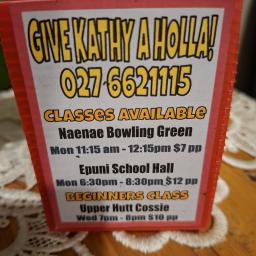 GIVE KATHY A HOLLA!
027 6621115
CLASSES AVAILABLE
Naenae Bowling Green
Mon 11:15 am - 12:15pm $7 pp
Epuni School Hall
Mon 6:30pm - 8:30pm $12 pp
BEGINNERS CLASS
Upper Hutt Cossie
Wed 7pm - 8pm $10 pp